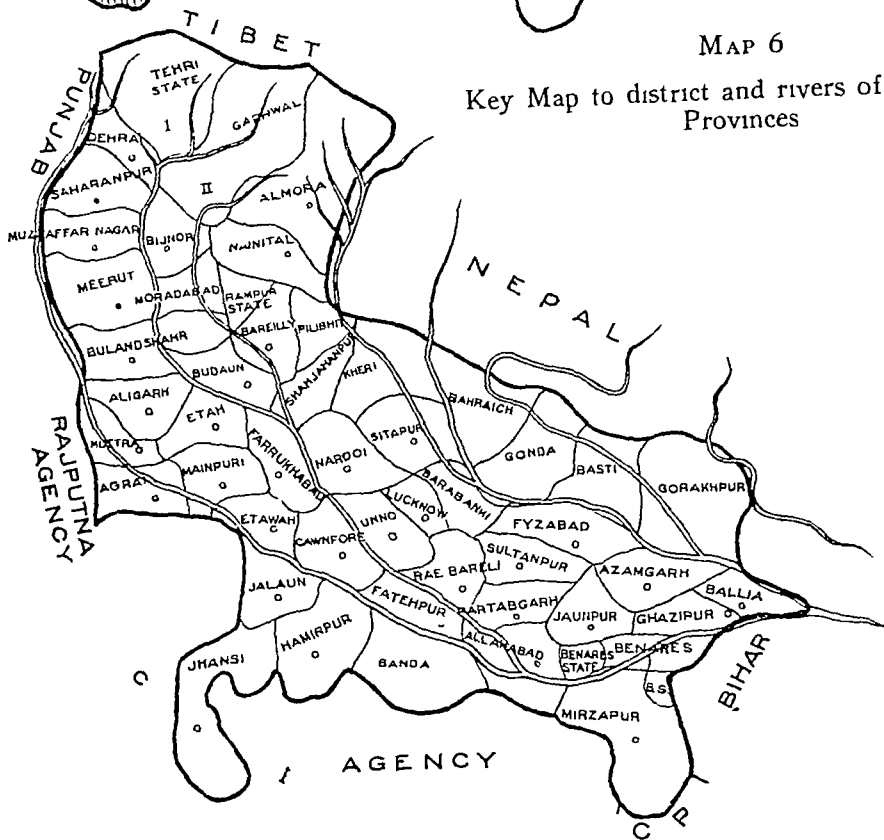 MAP 6
Key Map to district and rivers of
Provinces
TIBET
PUNJAB
TEHRI
STATE
I
GARHWAL
DEHRA
SAHARANPUR
II
ALMORA
MUZAFFAR NAGAR
BIJNOR
NAINITAL
NEPAL
MEERUT
MORADABAD
RAMPUR
STATE
BAREILLY
PILIBHIT
BULANDSHAHR
BUDAUN
SHAHJAHANPUR
KHERI
ALIGARH
ETAH
BAHRAICH
RAJPUTNA
AGENCY
MUTTRA
FARRUKHABAD
SITAPUR
GONDA
BASTI
GORAKHPUR
AGRA
MAINPURI
HARDOI
BARABANKI
LUCKNOW
ETAWAH
UNNO
FYZABAD
CAWNPORE
SULTANPUR
RAE BARELI
AZAMGARH
JALAUN
FATEHPUR
PARTABGARH
BALLIA
JAUNPUR
GHAZIPUR
HAMIRPUR
ALLAHABAD
BENARES
STATE
BENARES
JHANSI
BANDA
B.S.
BIHAR
MIRZAPUR
C
I
AGENCY
C P